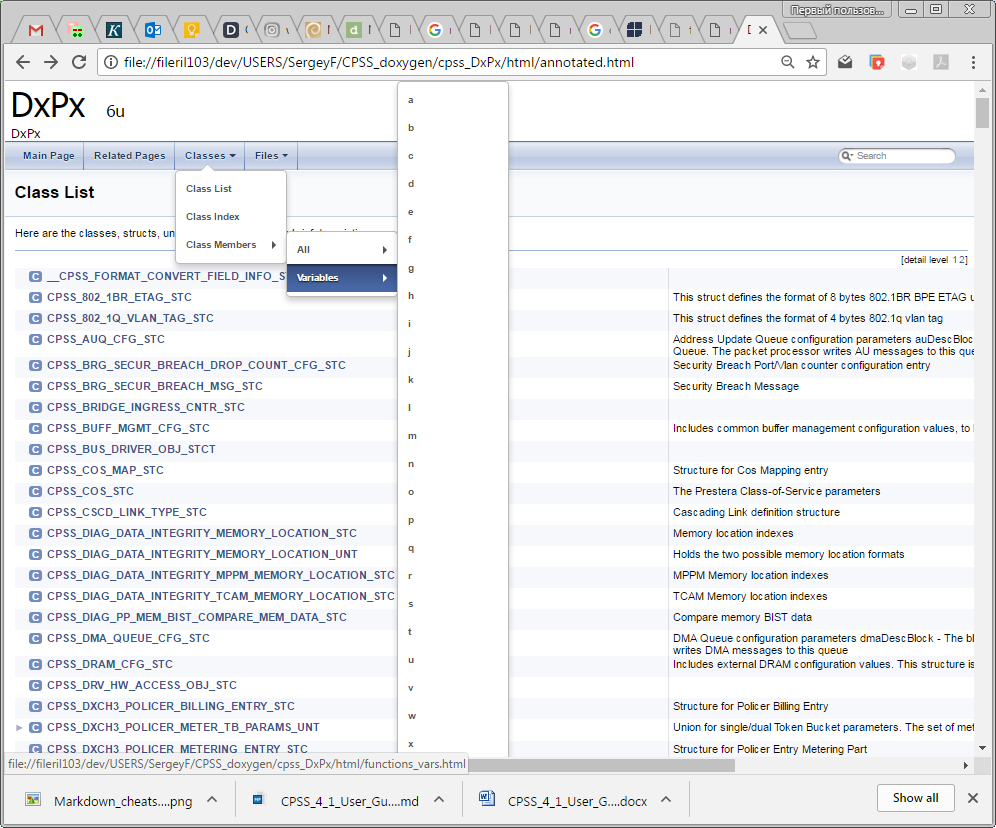 Первый пользов...
D
file://fileril103/dev/USERS/SergeyF/CPSS_doxygen/cpss_DxPx/html/annotated.html
DxPx 6u
DxPx
Main Page Related Pages Classes Files Search
Class List
Class List
Class Index
Class Members
All
Variables
a
b
c
d
e
f
g
h
i
j
k
l
m
n
o
p
q
r
s
t
u
v
w
x
Here are the classes, structs,
[detail level 1 2]
C __CPSS_FORMAT_CONVERT_FIELD_INFO_S
C CPSS_802_1BR_ETAG_STC This struct defines the format of 8 bytes 802.1BR BPE ETAG u
C CPSS_802_1Q_VLAN_TAG_STC This struct defines the format of 4 bytes 802.1q vlan tag
C CPSS_AUQ_CFG_STC Address Update Queue configuration parameters auDescBloc
Queue. The packet processor writes AU messages to this que
C CPSS_BRG_SECUR_BREACH_DROP_COUNT_CFG_STC Security Breach Port/Vlan counter configuration entry
C CPSS_BRG_SECUR_BREACH_MSG_STC Security Breach Message
C CPSS_BRIDGE_INGRESS_CNTR_STC
C CPSS_BUFF_MGMT_CFG_STC Includes common buffer management configuration values, to
C CPSS_BUS_DRIVER_OBJ_STCT
C CPSS_COS_MAP_STC Structure for Cos Mapping entry
C CPSS_COS_STC The Prestera Class-of-Service parameters
C CPSS_CSCD_LINK_TYPE_STC Cascading Link definition structure
C CPSS_DIAG_DATA_INTEGRITY_MEMORY_LOCATION_STC Memory location indexes
C CPSS_DIAG_DATA_INTEGRITY_MEMORY_LOCATION_UNT Holds the two possible memory location formats
C CPSS_DIAG_DATA_INTEGRITY_MPPM_MEMORY_LOCATION_STC MPPM Memory location indexes
C CPSS_DIAG_DATA_INTEGRITY_TCAM_MEMORY_LOCATION_STC TCAM Memory location indexes
C CPSS_DIAG_PP_MEM_BIST_COMPARE_MEM_DATA_STC Compare memory BIST data
C CPSS_DMA_QUEUE_CFG_STC DMA Queue configuration parameters dmaDescBlock - The bl
writes DMA messages to this queue
C CPSS_DRAM_CFG_STC Includes external DRAM configuration values. This structure is
C CPSS_DRV_HW_ACCESS_OBJ_STC
C CPSS_DXCH3_POLICER_BILLING_ENTRY_STC Structure for Policer Billing Entry
C CPSS_DXCH3_POLICER_METER_TB_PARAMS_UNT Union for single/dual Token Bucket parameters. The set of met
C CPSS_DXCH3_POLICER_METERING_ENTRY_STC Structure for Policer Entry Metering Part
file://fileril103/dev/USERS/SergeyF/CPSS_doxygen/cpss_DxPx/html/functions_vars.html
Markdown_cheats....png CPSS_4_1_User_Gu....md CPSS_4_1_User_G....docx Show all